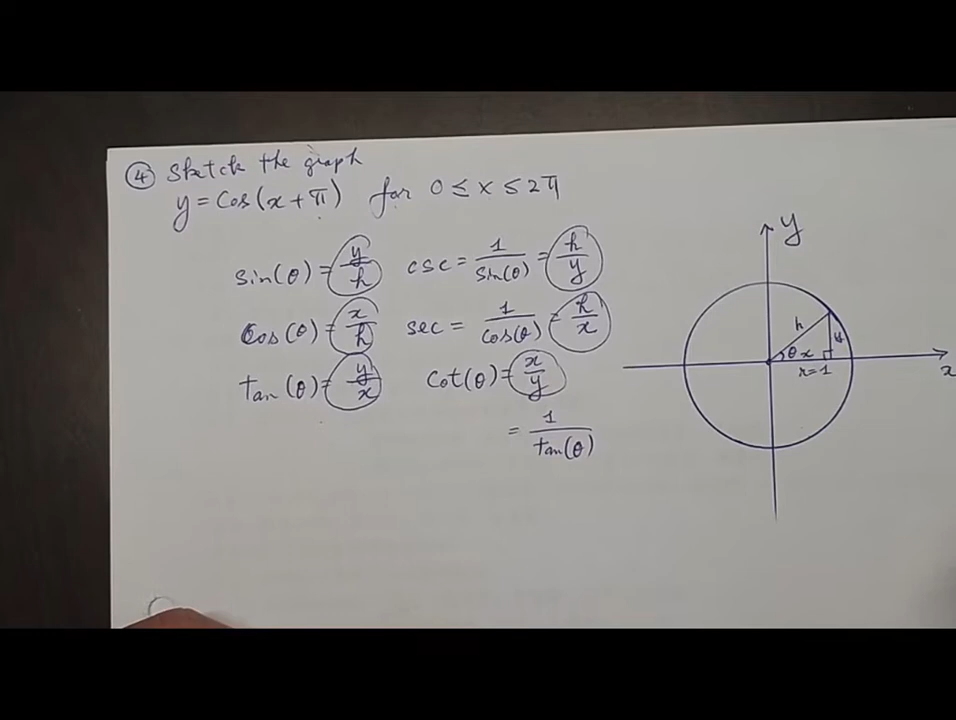 ④ Sketch the graph
y = Cos(x + π) for 0 ≤ x ≤ 2π
sin(θ) = y/h csc = 1/Sin(θ) = h/y
Cos(θ) = x/h sec = 1/cos(θ) = h/x
tan(θ) = y/x Cot(θ) = x/y
= 1/tan(θ)
y
h
y
θ x
r=1
x